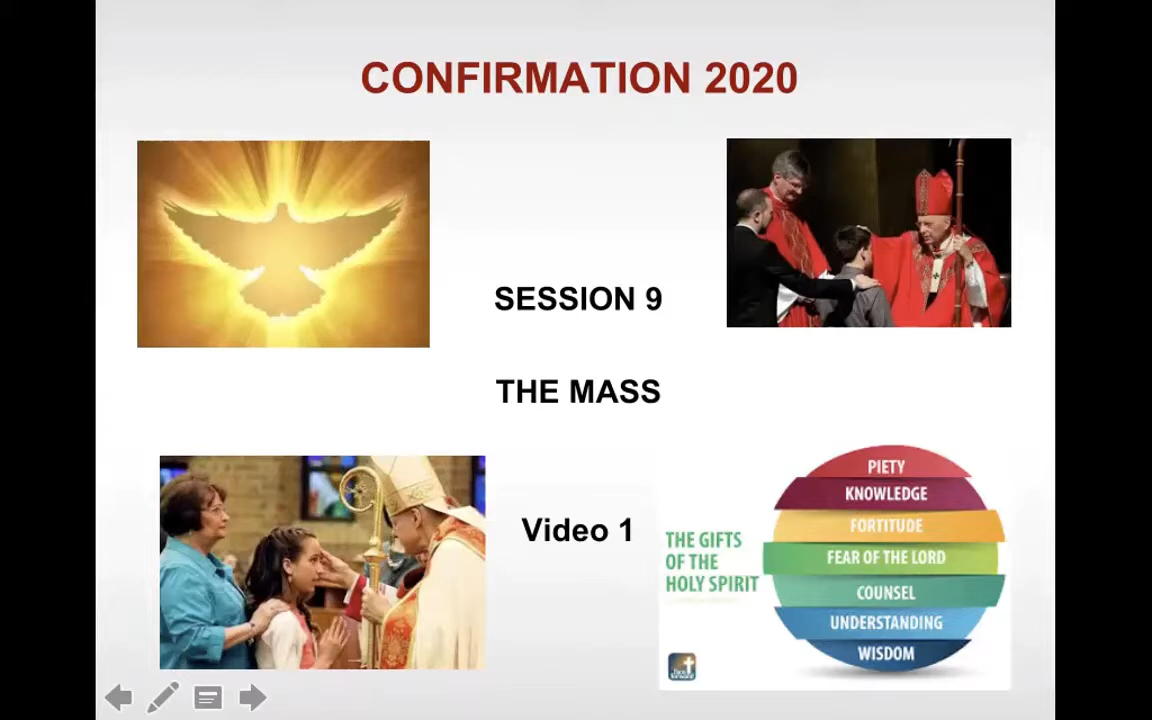 CONFIRMATION 2020
SESSION 9
THE MASS
Video 1
THE GIFTS
OF THE
HOLY SPIRIT
PIETY
KNOWLEDGE
FORTITUDE
FEAR OF THE LORD
COUNSEL
UNDERSTANDING
WISDOM